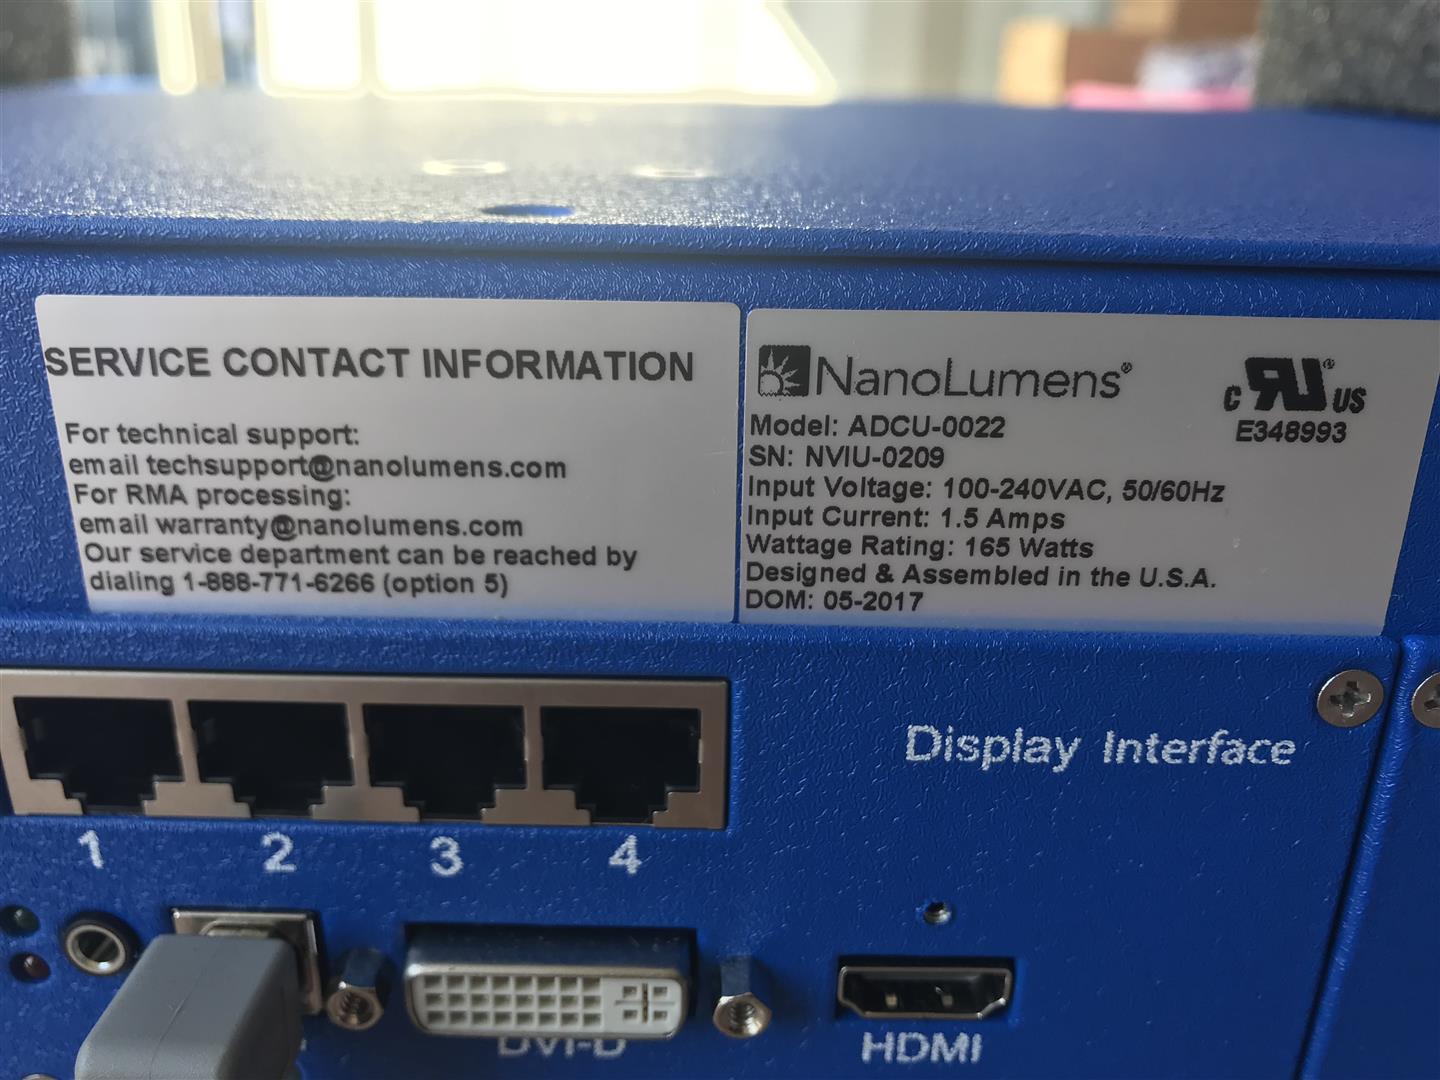 SERVICE CONTACT INFORMATION
For technical support:
email techsupport@nanolumens.com
For RMA processing:
email warranty@nanolumens.com
Our service department can be reached by
dialing 1-888-771-6266 (option 5)
NanoLumens®
Model: ADCU-0022
SN: NVIU-0209
Input Voltage: 100-240VAC, 50/60Hz
Input Current: 1.5 Amps
Wattage Rating: 165 Watts
Designed & Assembled in the U.S.A.
DOM: 05-2017
c RU® US
E348993
Display Interface
1 2 3 4
DVI-D
HDMI